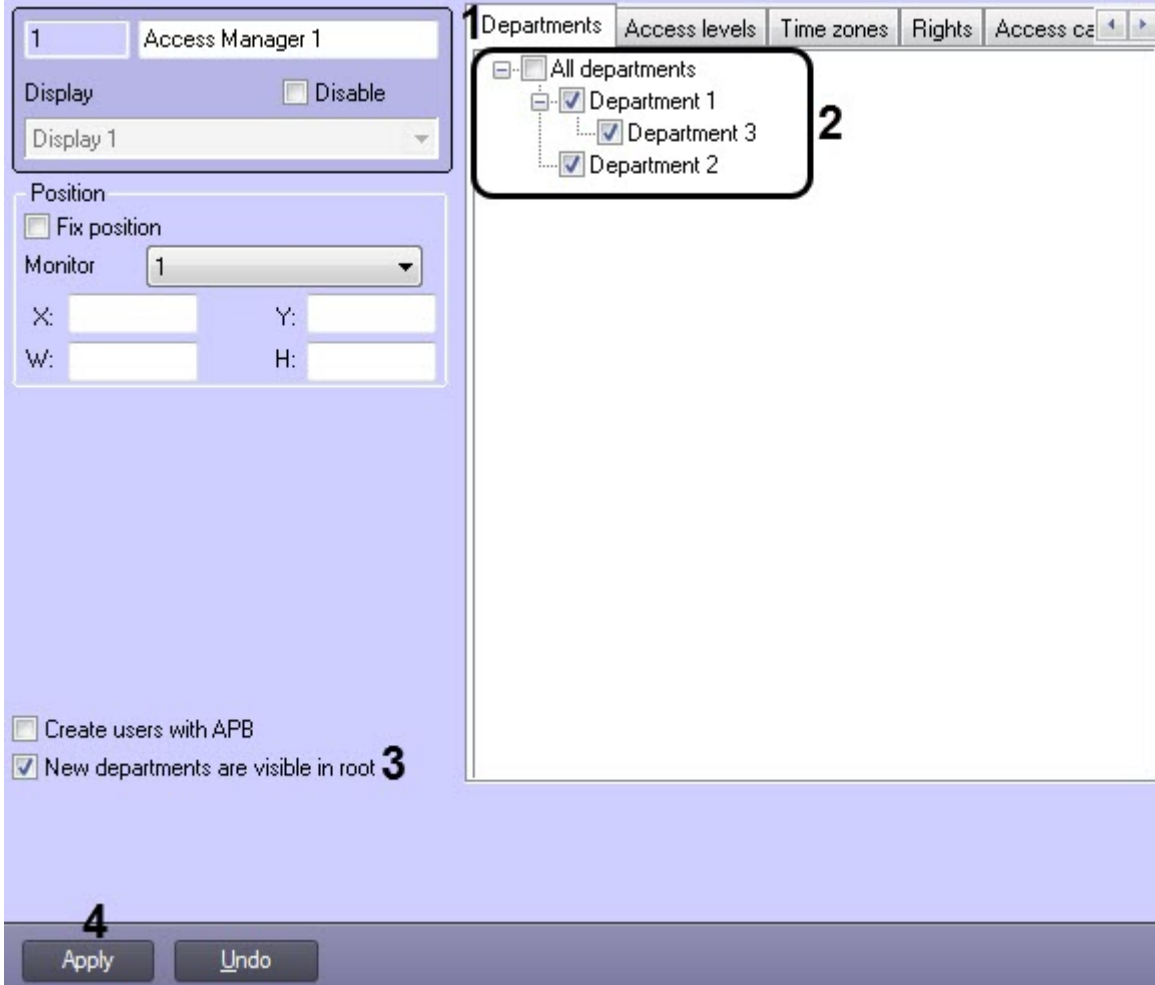 1 Access Manager 1
Display Disable
Display 1
Position
Fix position
Monitor 1
X: Y:
W: H:
Create users with APB
New departments are visible in root 3
1 Departments Access levels Time zones Rights Access ca
All departments
Department 1
Department 3
Department 2
2
4
Apply Undo